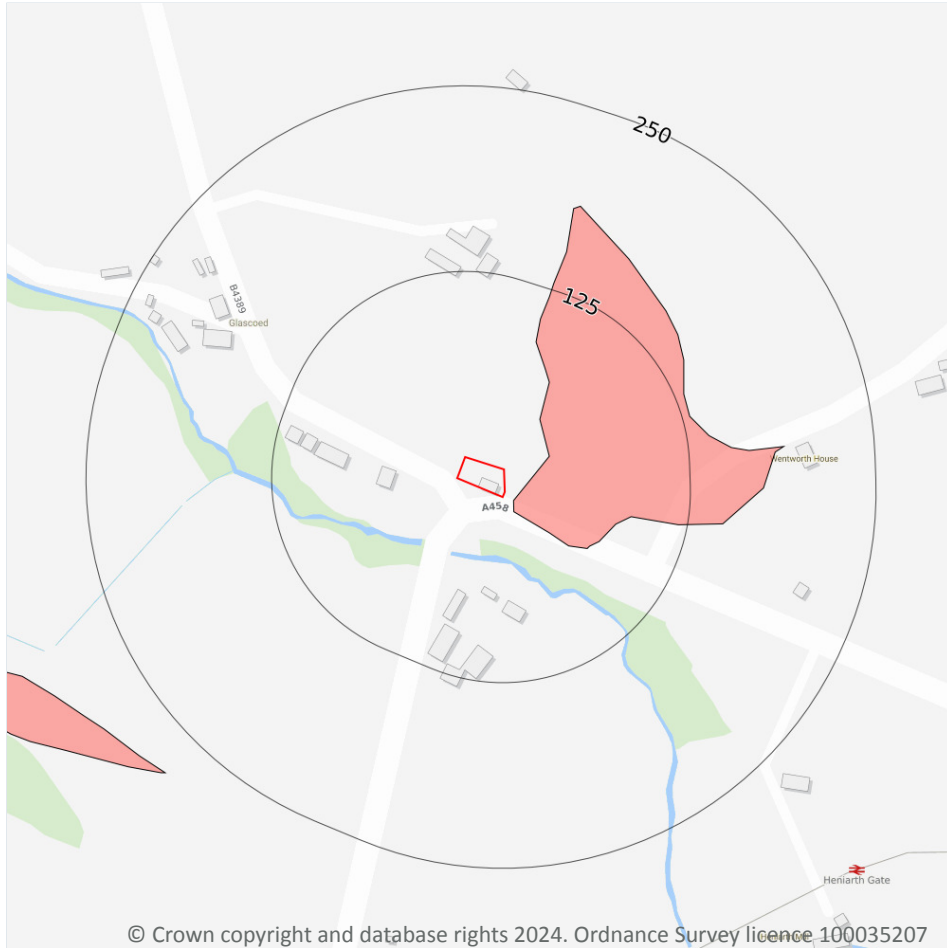 250
125
B4389
Glascoed
Wentworth House
A458
Heniarth Gate
© Crown copyright and database rights 2024. Ordnance Survey licence 100035207